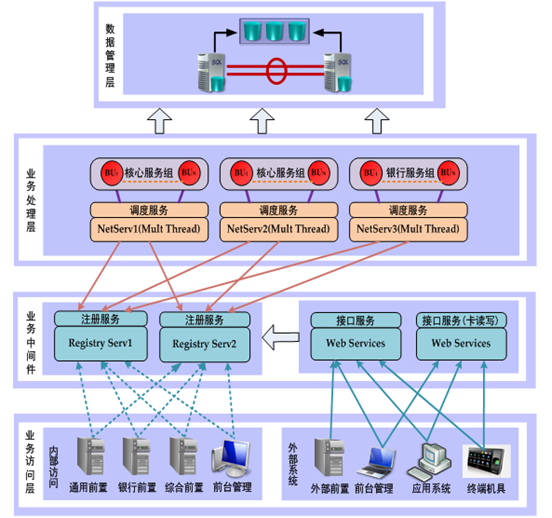 数据管理层
SQL
SQL
业务处理层
BU1 核心服务组 BUN
BU1 核心服务组 BUN
BU1 银行服务组 BUN
调度服务
NetServ1(Mult Thread)
调度服务
NetServ2(Mult Thread)
调度服务
NetServ3(Mult Thread)
业务中间件
注册服务
Registry Serv1
注册服务
Registry Serv2
接口服务
Web Services
接口服务(卡读写)
Web Services
业务访问层
内部访问
通用前置
银行前置
综合前置
前台管理
外部系统
外部前置
前台管理
应用系统
终端机具